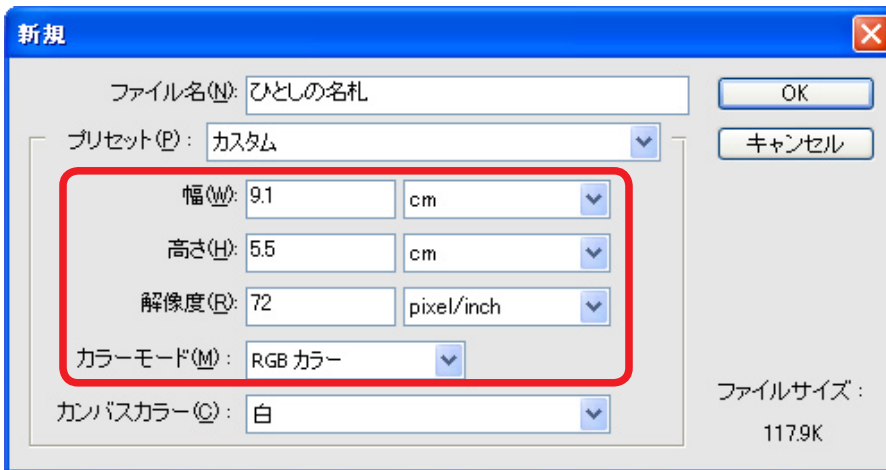 新規
ファイル名(N): ひとしの名札
OK
プリセット(P): カスタム
キャンセル
幅(W): 9.1 cm
高さ(H): 5.5 cm
解像度(R): 72 pixel/inch
カラーモード(M): RGB カラー
カンバスカラー(C): 白
ファイルサイズ:
117.9K